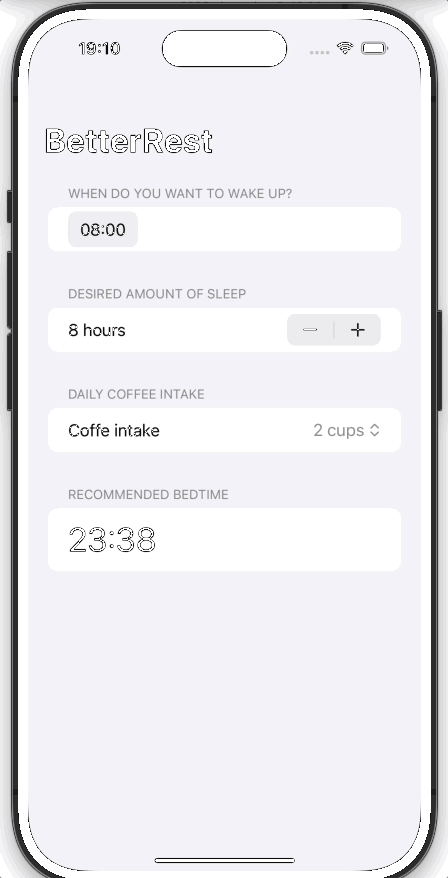 19:10
BetterRest
WHEN DO YOU WANT TO WAKE UP?
08:00
DESIRED AMOUNT OF SLEEP
8 hours
DAILY COFFEE INTAKE
Coffe intake 2 cups
RECOMMENDED BEDTIME
23:38